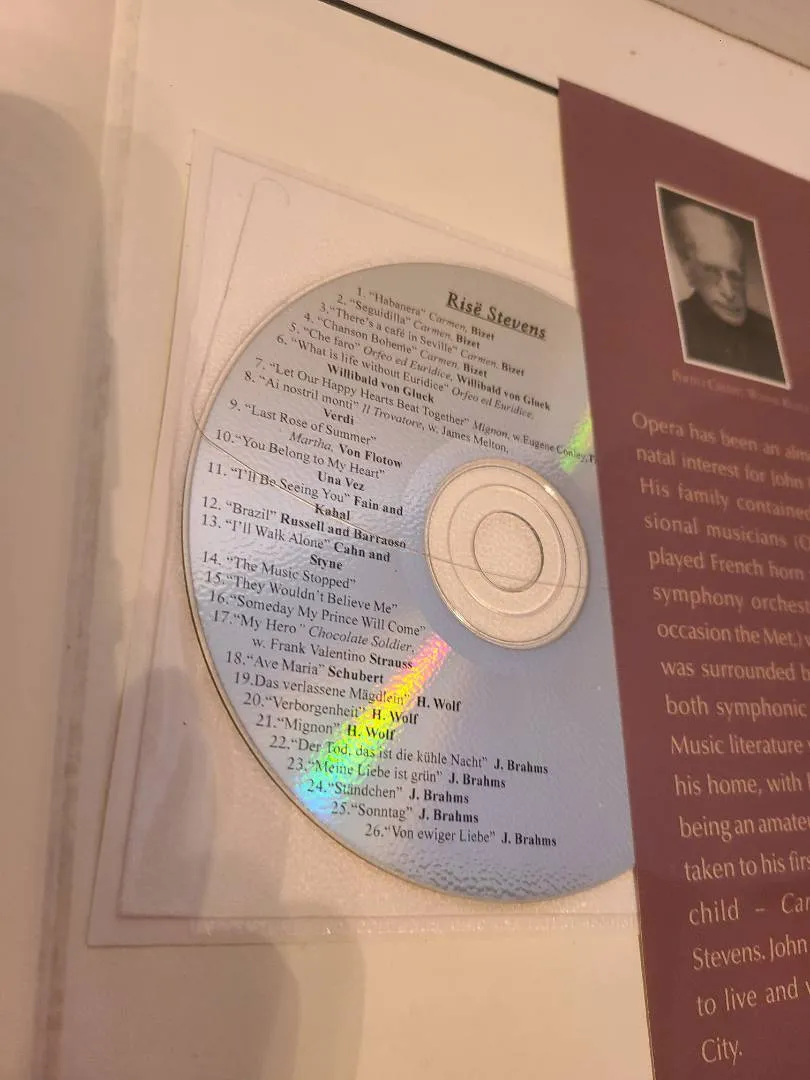 Risë Stevens
1. "Habanera" Carmen, Bizet
2. "Seguidilla" Carmen, Bizet
3. "There's a café in Seville" Carmen, Bizet
4. "Chanson Boheme" Carmen, Bizet
5. "Che faro" Orfeo ed Euridice, Willibald von Gluck
6. "What is life without Euridice" Orfeo ed Euridice,
Willibald von Gluck
7. "Let Our Happy Hearts Beat Together" Mignon, w.Eugene Conley,
8. "Ai nostril monti" Il Trovatore, w. James Melton,
Verdi
9. "Last Rose of Summer"
Martha, Von Flotow
10."You Belong to My Heart"
Una Vez
11. "I'll Be Seeing You" Fain and
Kahal
12. "Brazil" Russell and Barraoso
13. "I'll Walk Alone" Cahn and
Styne
14. "The Music Stopped"
15."They Wouldn't Believe Me"
16."Someday My Prince Will Come"
17."My Hero " Chocolate Soldier,
w. Frank Valentino Strauss
18."Ave Maria" Schubert
19.Das verlassene Mägdlein" H. Wolf
20."Verborgenheit" H. Wolf
21."Mignon" H. Wolf
22."Der Tod, das ist die kühle Nacht" J. Brahms
23."Meine Liebe ist grün" J. Brahms
24."Ständchen" J. Brahms
25."Sonntag" J. Brahms
26."Von ewiger Liebe" J. Brahms
Opera has been an
natal interest for John
His family
sional musicians
played French horn
symphony
occasion the Met.)
was surrounded
both symphonic
Music literature
his home, with
being an
taken to his
child –
Stevens. John
to live and
City.